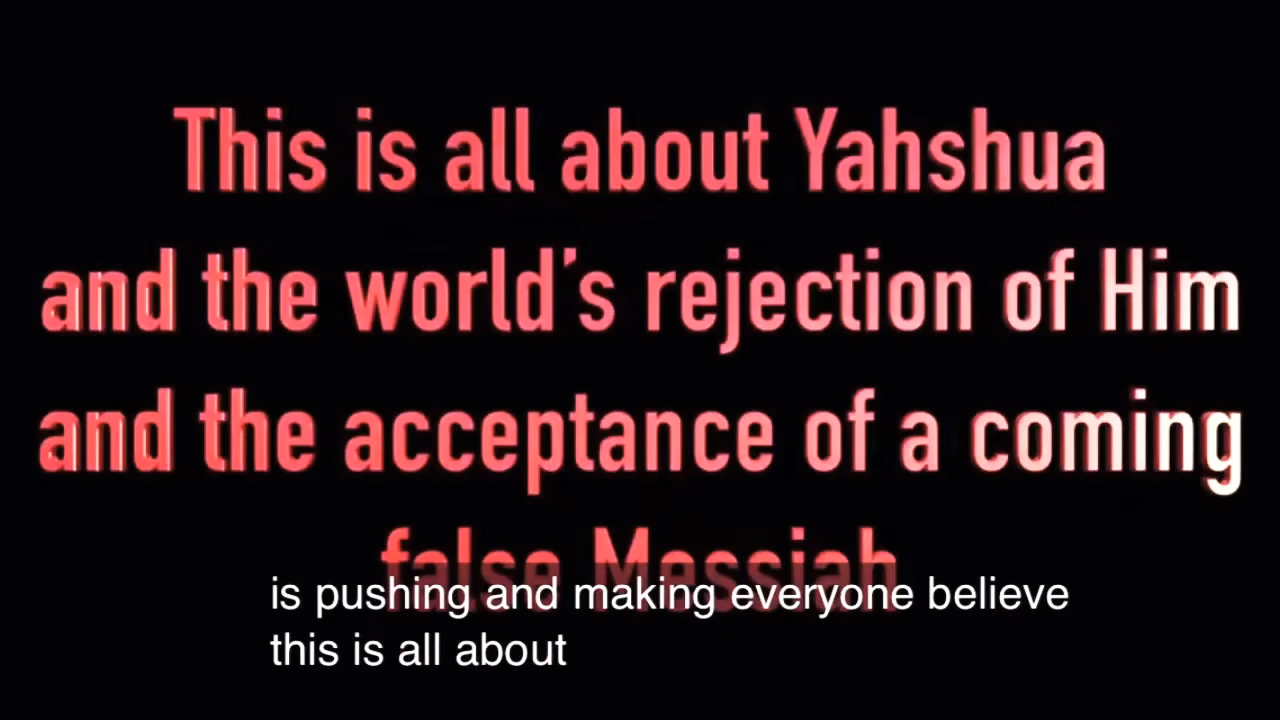 This is all about Yahshua
and the world's rejection of Him
and the acceptance of a coming
false Messiah
is pushing and making everyone believe
this is all about